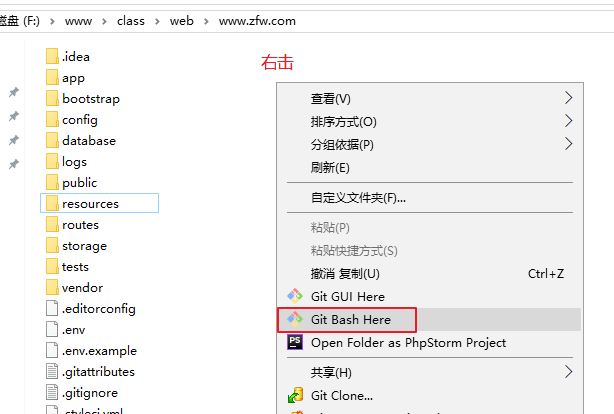 磁盘 (F:) > www > class > web > www.zfw.com
右击
.idea
app
bootstrap
config
database
logs
public
resources
routes
storage
tests
vendor
.editorconfig
.env
.env.example
.gitattributes
.gitignore
查看(V)
排序方式(O)
分组依据(P)
刷新(E)
自定义文件夹(F)...
粘贴(P)
粘贴快捷方式(S)
撤消 复制(U) Ctrl+Z
Git GUI Here
Git Bash Here
Open Folder as PhpStorm Project
共享(H)
Git Clone...